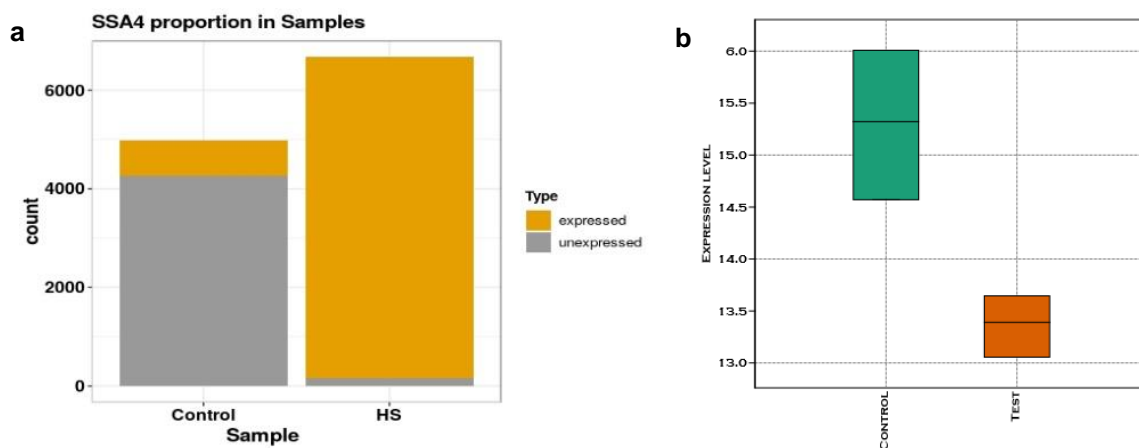 a
SSA4 proportion in Samples
6000
4000
2000
0
count
Control HS
Sample
Type
expressed
unexpressed
b
6.0
15.5
15.0
14.5
14.0
13.5
13.0
EXPRESSION LEVEL
CONTROL
TEST